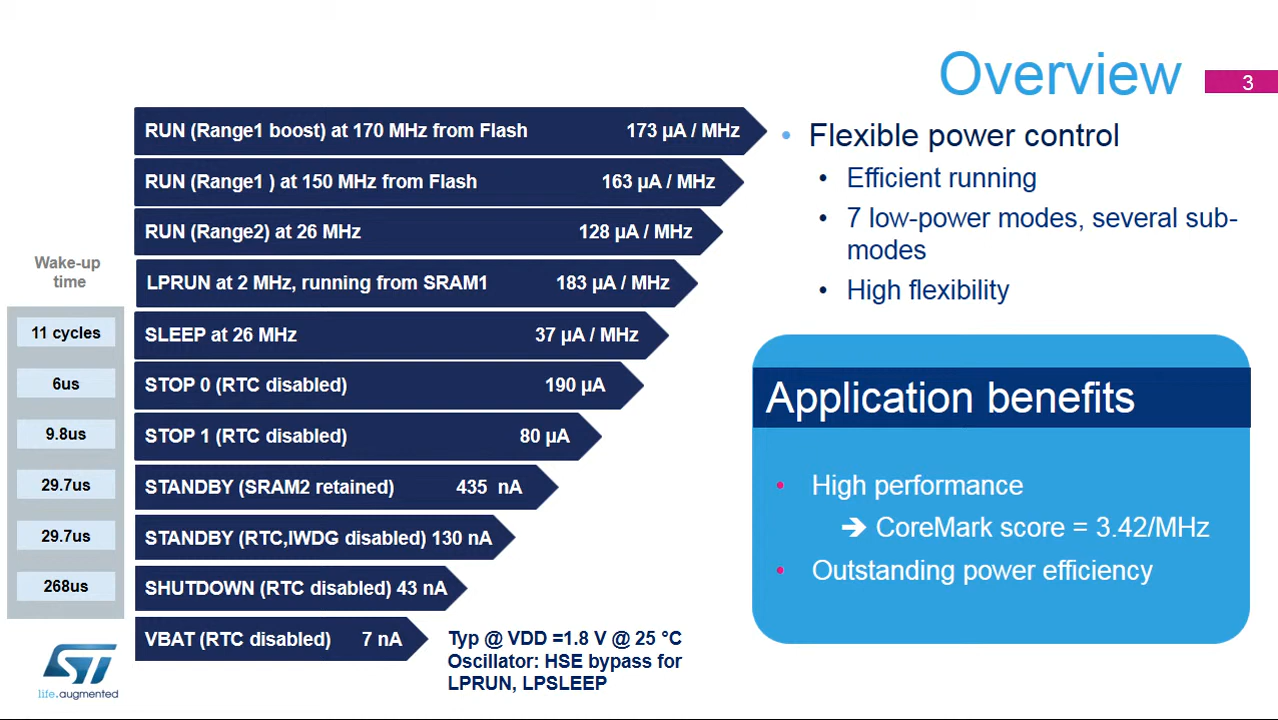 Overview
3
RUN (Range1 boost) at 170 MHz from Flash 173 µA / MHz
RUN (Range1 ) at 150 MHz from Flash 163 µA / MHz
RUN (Range2) at 26 MHz 128 µA / MHz
LPRUN at 2 MHz, running from SRAM1 183 µA / MHz
Wake-up
time
11 cycles SLEEP at 26 MHz 37 µA / MHz
6us STOP 0 (RTC disabled) 190 µA
9.8us STOP 1 (RTC disabled) 80 µA
29.7us STANDBY (SRAM2 retained) 435 nA
29.7us STANDBY (RTC,IWDG disabled) 130 nA
268us SHUTDOWN (RTC disabled) 43 nA
VBAT (RTC disabled) 7 nA
Typ @ VDD =1.8 V @ 25 °C
Oscillator: HSE bypass for
LPRUN, LPSLEEP
• Flexible power control
• Efficient running
• 7 low-power modes, several sub-
modes
• High flexibility
Application benefits
• High performance
➔ CoreMark score = 3.42/MHz
• Outstanding power efficiency
ST
life.augmented